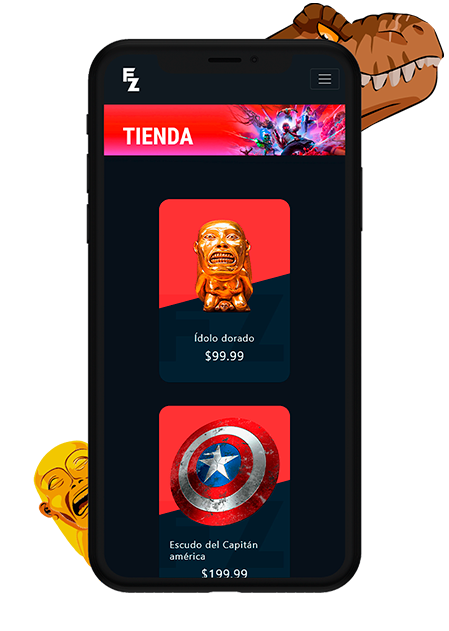 FZ
TIENDA
Ídolo dorado
$99.99
Escudo del Capitán
américa
$199.99